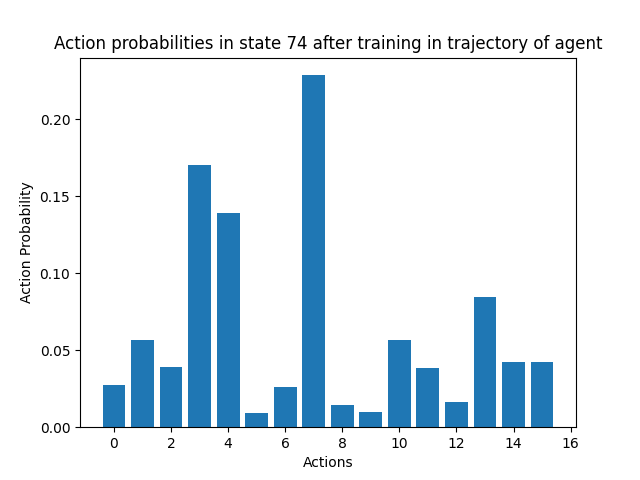 Action probabilities in state 74 after training in trajectory of agent
Action Probability
0.20
0.15
0.10
0.05
0.00
0 2 4 6 8 10 12 14 16
Actions